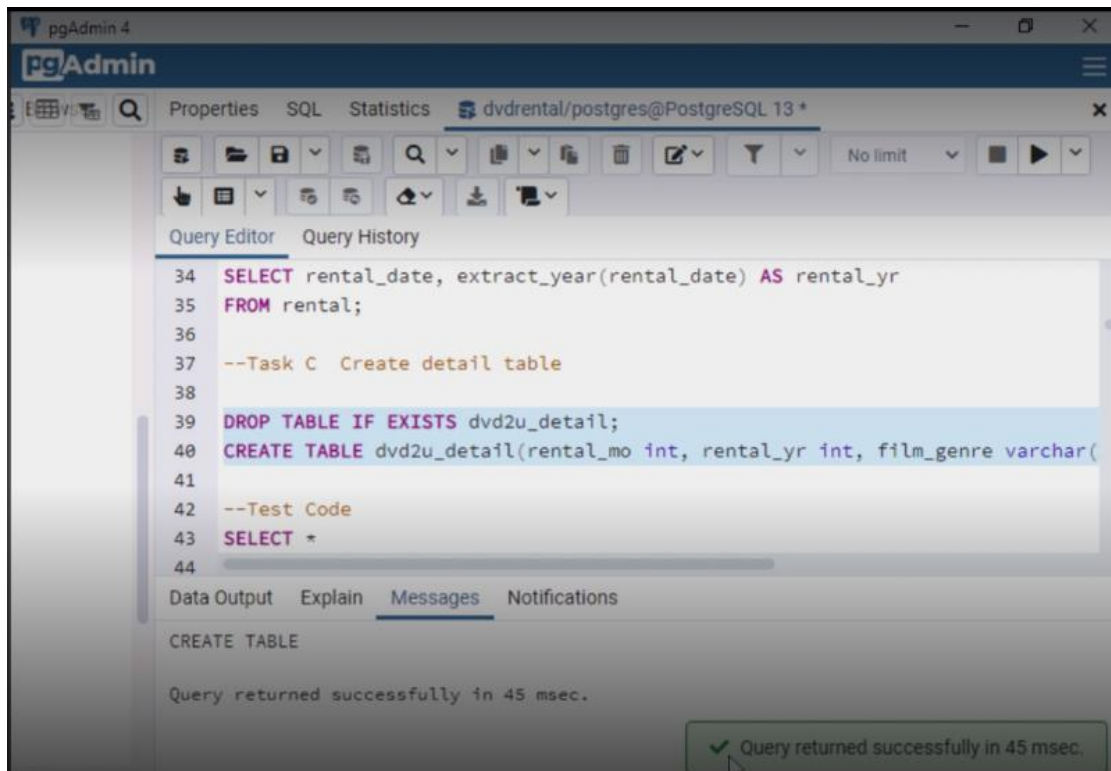 pgAdmin 4
pgAdmin
Properties SQL Statistics dvdrental/postgres@PostgreSQL 13 *
No limit
Query Editor Query History
34 SELECT rental_date, extract_year(rental_date) AS rental_yr
35 FROM rental;
36
37 --Task C Create detail table
38
39 DROP TABLE IF EXISTS dvd2u_detail;
40 CREATE TABLE dvd2u_detail(rental_mo int, rental_yr int, film_genre varchar(
41
42 --Test Code
43 SELECT *
44
Data Output Explain Messages Notifications
CREATE TABLE
Query returned successfully in 45 msec.
Query returned successfully in 45 msec.